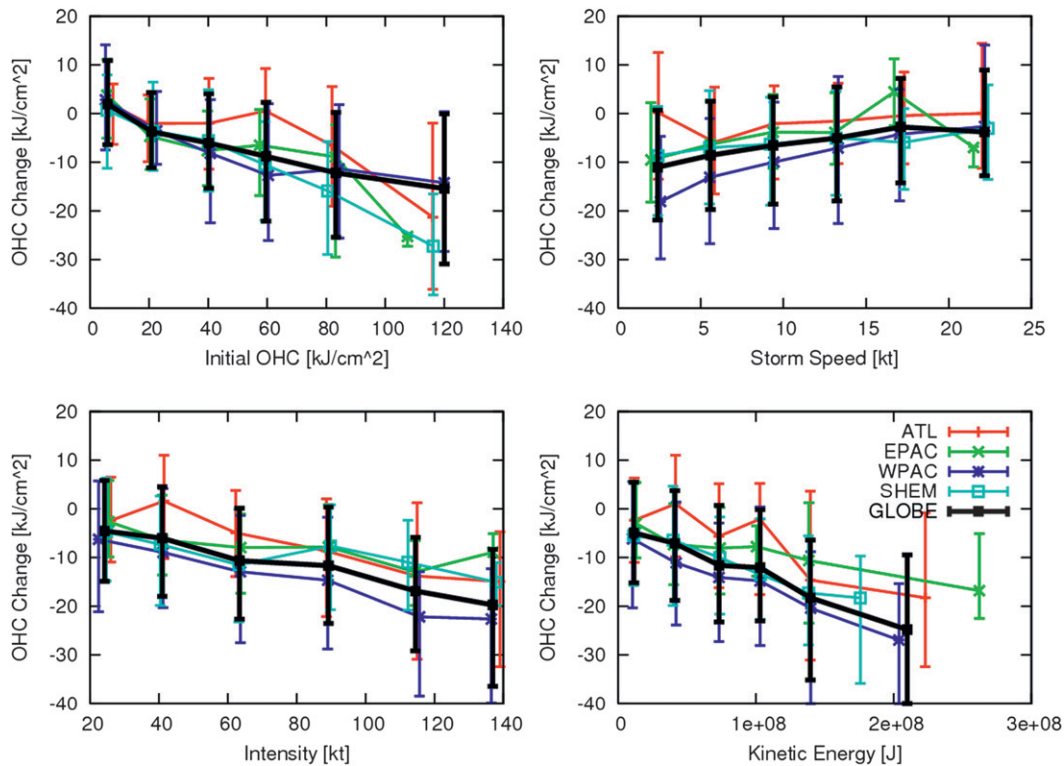 20
10
0
-10
-20
-30
-40
OHC Change [kJ/cm^2]
0 20 40 60 80 100 120 140
Initial OHC [kJ/cm^2]
20
10
0
-10
-20
-30
-40
OHC Change [kJ/cm^2]
0 5 10 15 20 25
Storm Speed [kt]
20
10
0
-10
-20
-30
-40
OHC Change [kJ/cm^2]
20 40 60 80 100 120 140
Intensity [kt]
20
10
0
-10
-20
-30
-40
OHC Change [kJ/cm^2]
0 1e+08 2e+08 3e+08
Kinetic Energy [J]
ATL
EPAC
WPAC
SHEM
GLOBE